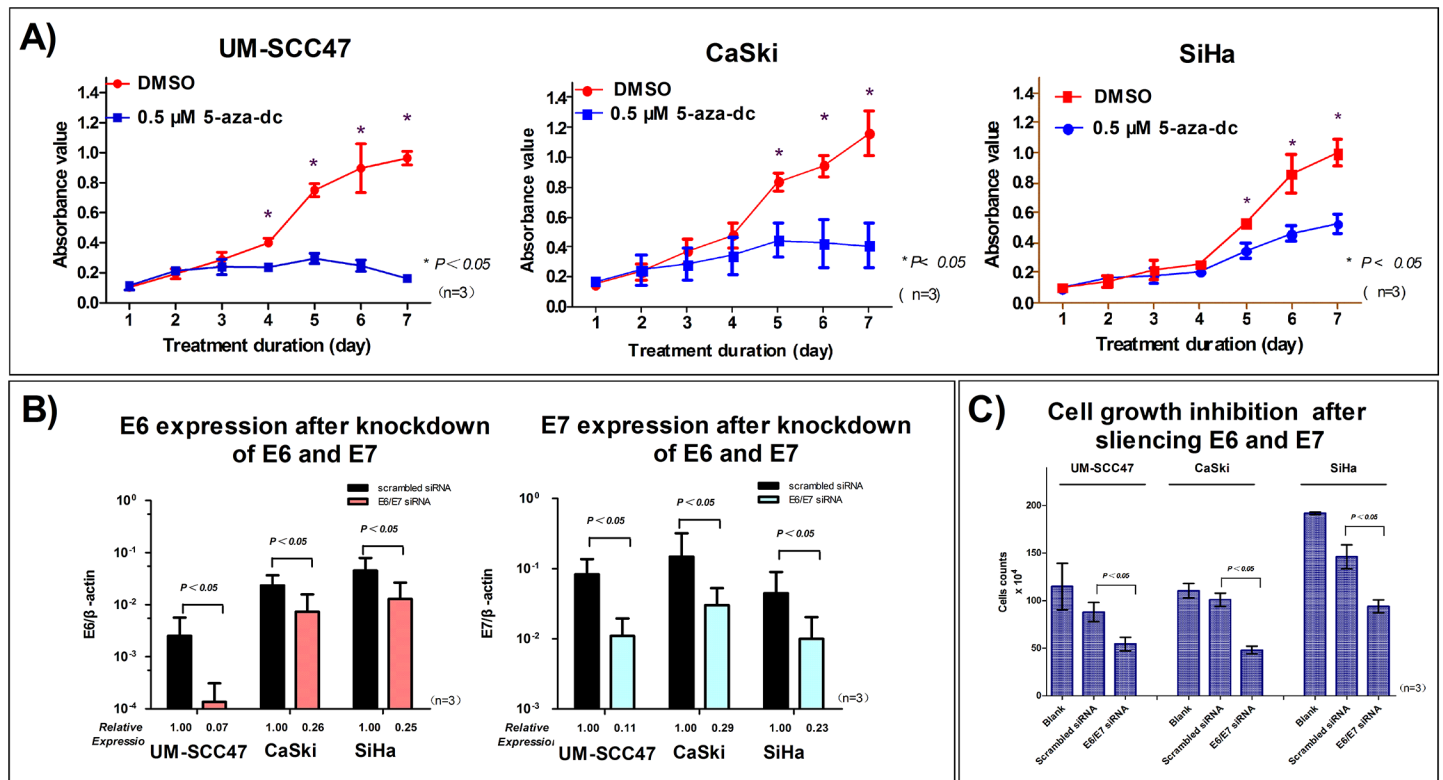 A)
UM-SCC47
DMSO
0.5 µM 5-aza-dc
Absorbance value
1.4
1.2
1.0
0.8
0.6
0.4
0.2
0.0
*
*
*
*
* P < 0.05
(n=3)
1 2 3 4 5 6 7
Treatment duration (day)
CaSki
DMSO
0.5 µM 5-aza-dc
Absorbance value
1.4
1.2
1.0
0.8
0.6
0.4
0.2
0.0
*
*
*
* P< 0.05
( n=3)
1 2 3 4 5 6 7
Treatment duration (day)
SiHa
DMSO
0.5 µM 5-aza-dc
Absorbance value
1.4
1.2
1.0
0.8
0.6
0.4
0.2
0.0
*
*
*
* P < 0.05
( n=3)
1 2 3 4 5 6 7
Treatment duration (day)
B)
E6 expression after knockdown
of E6 and E7
scrambled siRNA
E6/E7 siRNA
E6/β -actin
10⁰
10⁻¹
10⁻²
10⁻³
10⁻⁴
P < 0.05
P < 0.05
P < 0.05
(n=3)
Relative
Expressio
1.00 0.07 1.00 0.26 1.00 0.25
UM-SCC47 CaSki SiHa
E7 expression after knockdown
of E6 and E7
scrambled siRNA
E6/E7 siRNA
E7/β -actin
10⁰
10⁻¹
10⁻²
10⁻³
P < 0.05
P < 0.05
P < 0.05
(n=3)
Relative
Expression
1.00 0.11 1.00 0.29 1.00 0.23
UM-SCC47 CaSki SiHa
C)
Cell growth inhibition after
sliencing E6 and E7
UM-SCC47 CaSki SiHa
Cells counts
x 10⁴
200
150
100
50
0
P < 0.05
P < 0.05
P < 0.05
(n=3)
Blank
Scrambled siRNA
E6/E7 siRNA
Blank
Scrambled siRNA
E6/E7 siRNA
Blank
Scrambled siRNA
E6/E7 siRNA